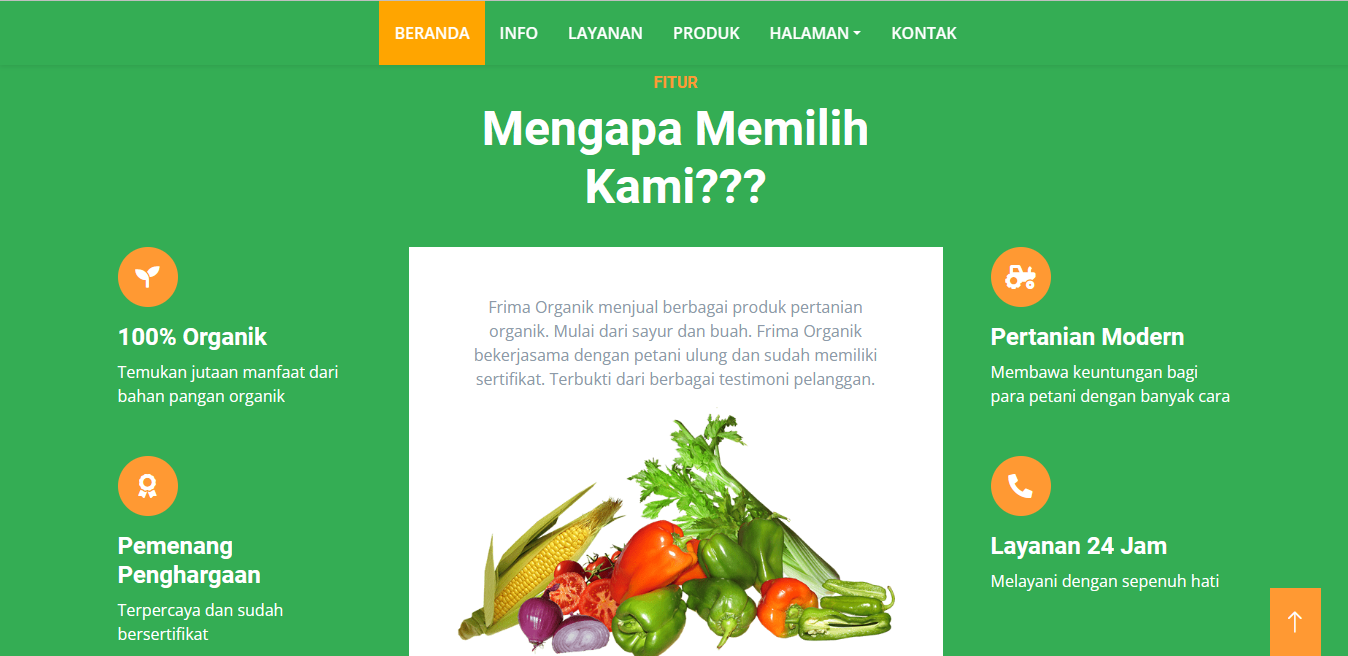 BERANDA INFO LAYANAN PRODUK HALAMAN KONTAK
FITUR
Mengapa Memilih
Kami???
100% Organik
Temukan jutaan manfaat dari
bahan pangan organik
Pemenang
Penghargaan
Terpercaya dan sudah
bersertifikat
Frima Organik menjual berbagai produk pertanian
organik. Mulai dari sayur dan buah. Frima Organik
bekerjasama dengan petani ulung dan sudah memiliki
sertifikat. Terbukti dari berbagai testimoni pelanggan.
Pertanian Modern
Membawa keuntungan bagi
para petani dengan banyak cara
Layanan 24 Jam
Melayani dengan sepenuh hati